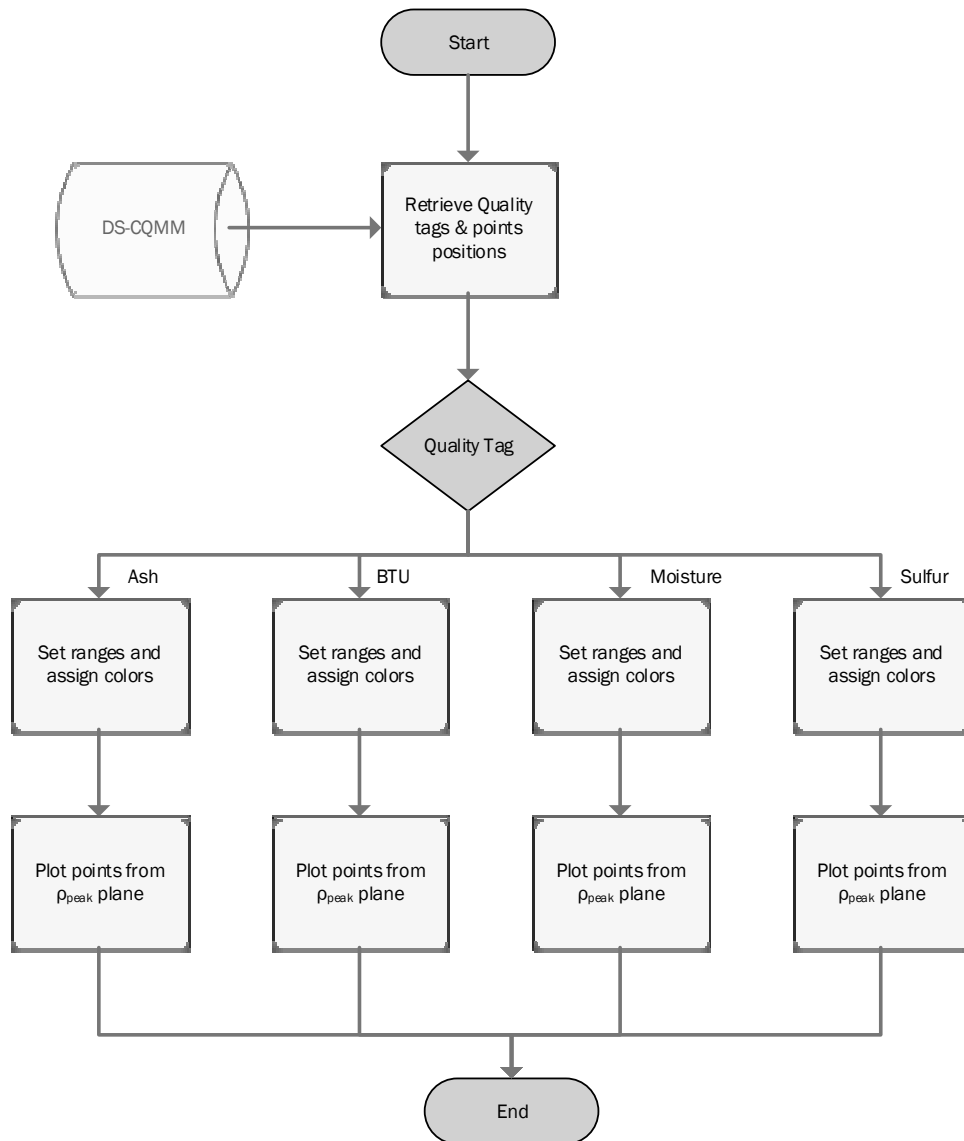 Start
DS-CQMM
Retrieve Quality
tags & points
positions
Quality Tag
Ash
BTU
Moisture
Sulfur
Set ranges and
assign colors
Set ranges and
assign colors
Set ranges and
assign colors
Set ranges and
assign colors
Plot points from
ρpeak plane
Plot points from
ρpeak plane
Plot points from
ρpeak plane
Plot points from
ρpeak plane
End